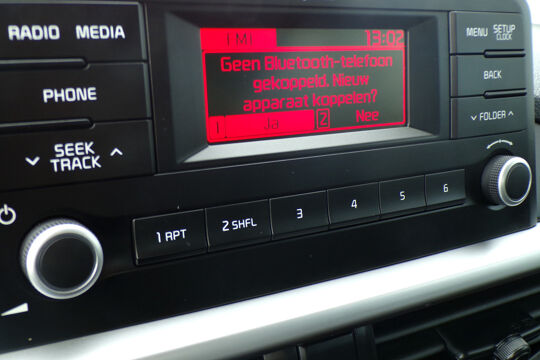 RADIO MEDIA
PHONE
SEEK
TRACK
13:02
Geen Bluetooth-telefoon
gekoppeld. Nieuw
apparaat koppelen?
1 Ja 2 Nee
MENU SETUP
CLOCK
BACK
FOLDER
1 RPT 2 SHFL 3 4 5 6